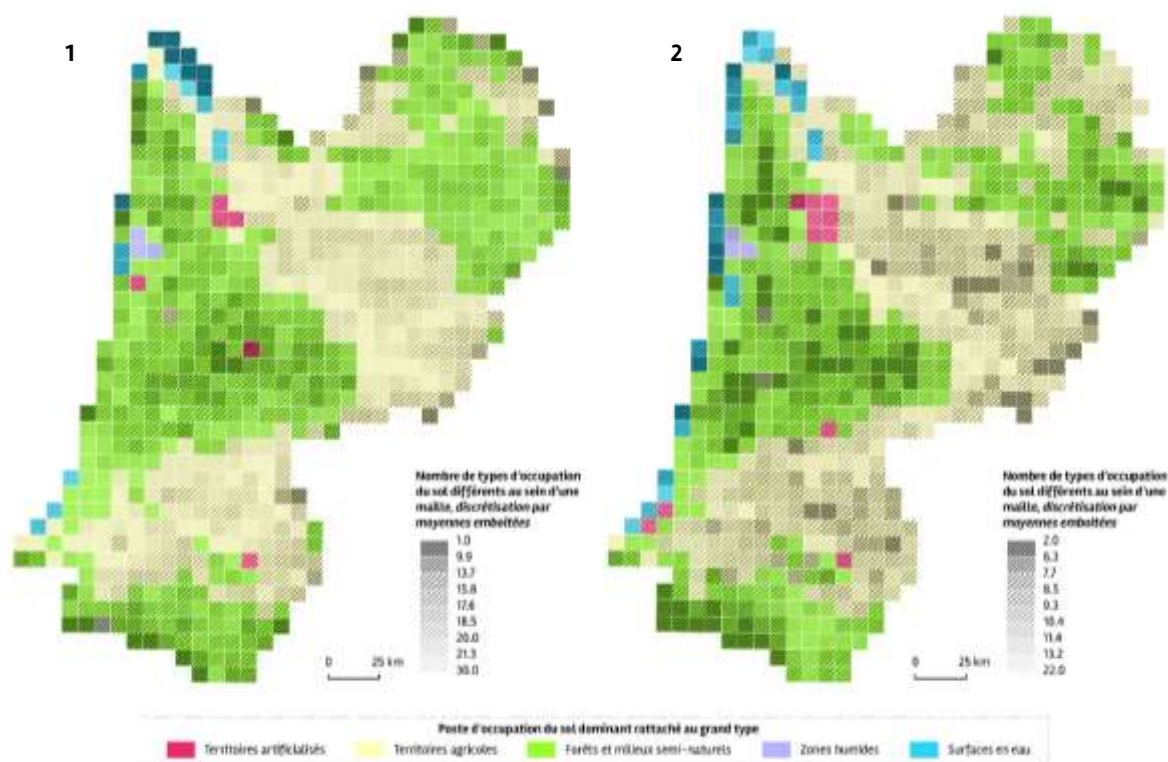 1
2
Nombre de types d'occupation
du sol différents au sein d'une
maille, discrétisation par
moyennes emboîtées
1.0
9.9
13.7
15.8
17.6
18.5
20.0
21.3
30.0
0 25 km
Nombre de types d'occupation
du sol différents au sein d'une
maille, discrétisation par
moyennes emboîtées
2.0
6.3
7.7
8.5
9.3
10.4
11.4
13.2
22.0
0 25 km
Poste d'occupation du sol dominant rattaché au grand type
Territoires artificialisés
Territoires agricoles
Forêts et milieux semi-naturels
Zones humides
Surfaces en eau